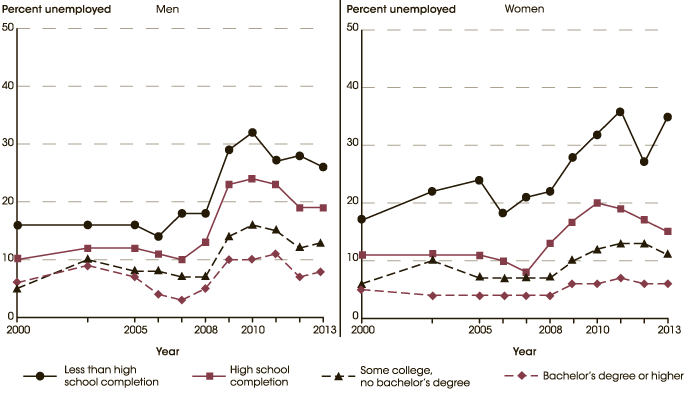 Percent unemployed Men
50
40
30
20
10
0
2000 2005 2008 2010 2013
Year
Percent unemployed Women
50
40
30
20
10
0
2000 2005 2008 2010 2013
Year
Less than high
school completion
High school
completion
Some college,
no bachelor's degree
Bachelor's degree or higher